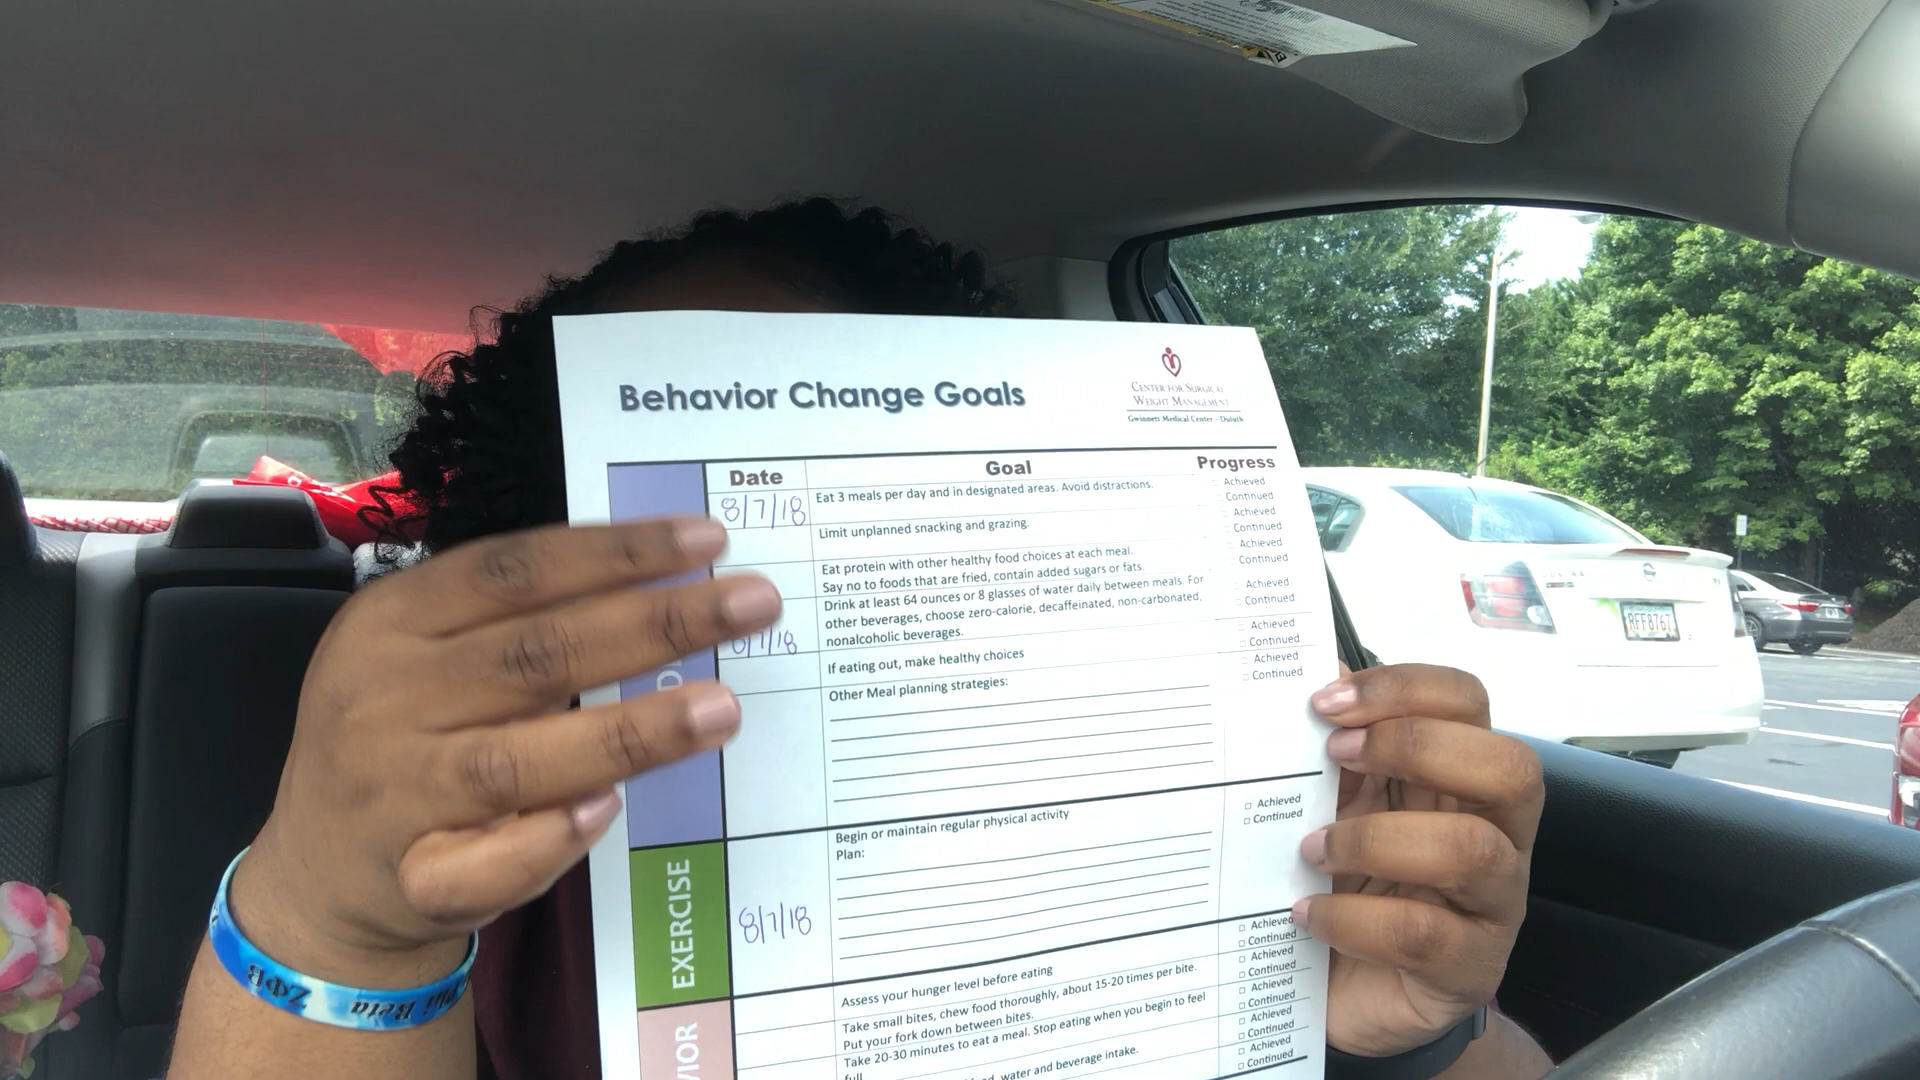 Behavior Change Goals
CENTER FOR SURGICAL
WEIGHT MANAGEMENT
Gwinnett Medical Center - Duluth
Date Goal Progress
8/7/18 Eat 3 meals per day and in designated areas. Avoid distractions. Achieved
Continued
Limit unplanned snacking and grazing. Achieved
Continued
Eat protein with other healthy food choices at each meal. Achieved
Say no to foods that are fried, contain added sugars or fats. Continued
Drink at least 64 ounces or 8 glasses of water daily between meals. For Achieved
other beverages, choose zero-calorie, decaffeinated, non-carbonated, Continued
8/7/18 nonalcoholic beverages.
If eating out, make healthy choices Achieved
Continued
Other Meal planning strategies: Achieved
Continued
EXERCISE
8/7/18
Begin or maintain regular physical activity Achieved
Plan: Continued
Assess your hunger level before eating Achieved
Continued
Take small bites, chew food thoroughly, about 15-20 times per bite. Achieved
Put your fork down between bites. Continued
Take 20-30 minutes to eat a meal. Stop eating when you begin to feel Achieved
full Continued
water and beverage intake. Achieved
Continued
Achieved
Continued
VIOR
RFF8767
ΖΦΒ
Phi Beta